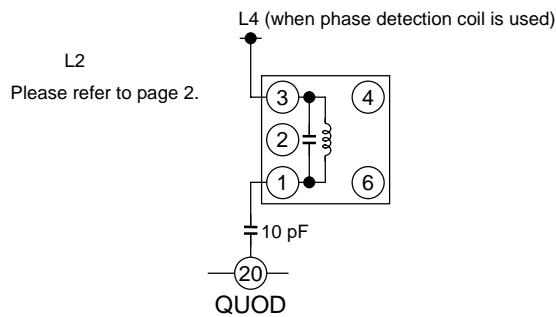 L4 (when phase detection coil is used)
L2
Please refer to page 2.
3
4
2
1
6
10 pF
20
QUOD